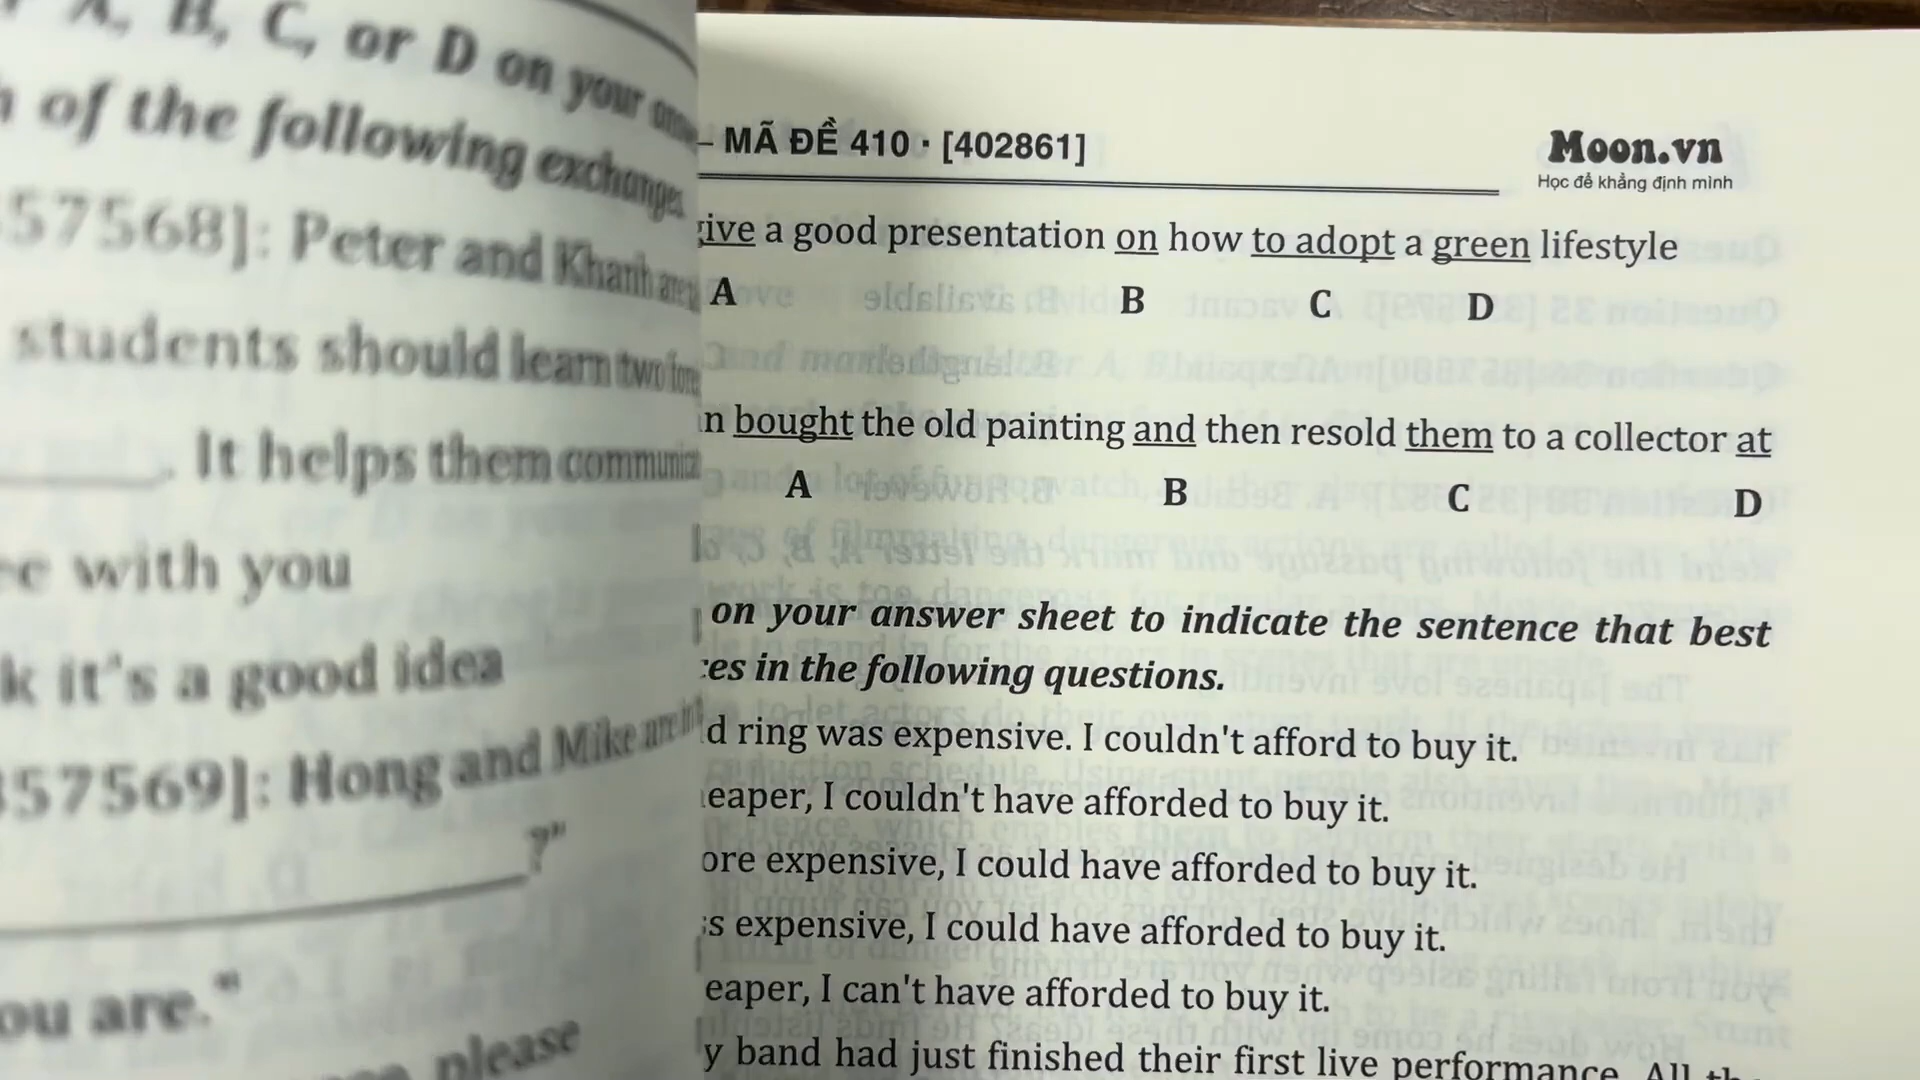 A, B, C, or D on your
of the following exchanges
57568]: Peter and Khanh are
students should learn two
_____. It helps them
with you
it's a good idea
57569]: Hong and Mike are
_____?"
are."
please
– MÃ ĐỀ 410 · [402861]
Moon.vn
Học để khẳng định mình
give a good presentation on how to adopt a green lifestyle
A B C D
bought the old painting and then resold them to a collector at
A B C D
on your answer sheet to indicate the sentence that best
in the following questions.
ring was expensive. I couldn't afford to buy it.
I couldn't have afforded to buy it.
expensive, I could have afforded to buy it.
expensive, I could have afforded to buy it.
I can't have afforded to buy it.
band had just finished their first live performance. All